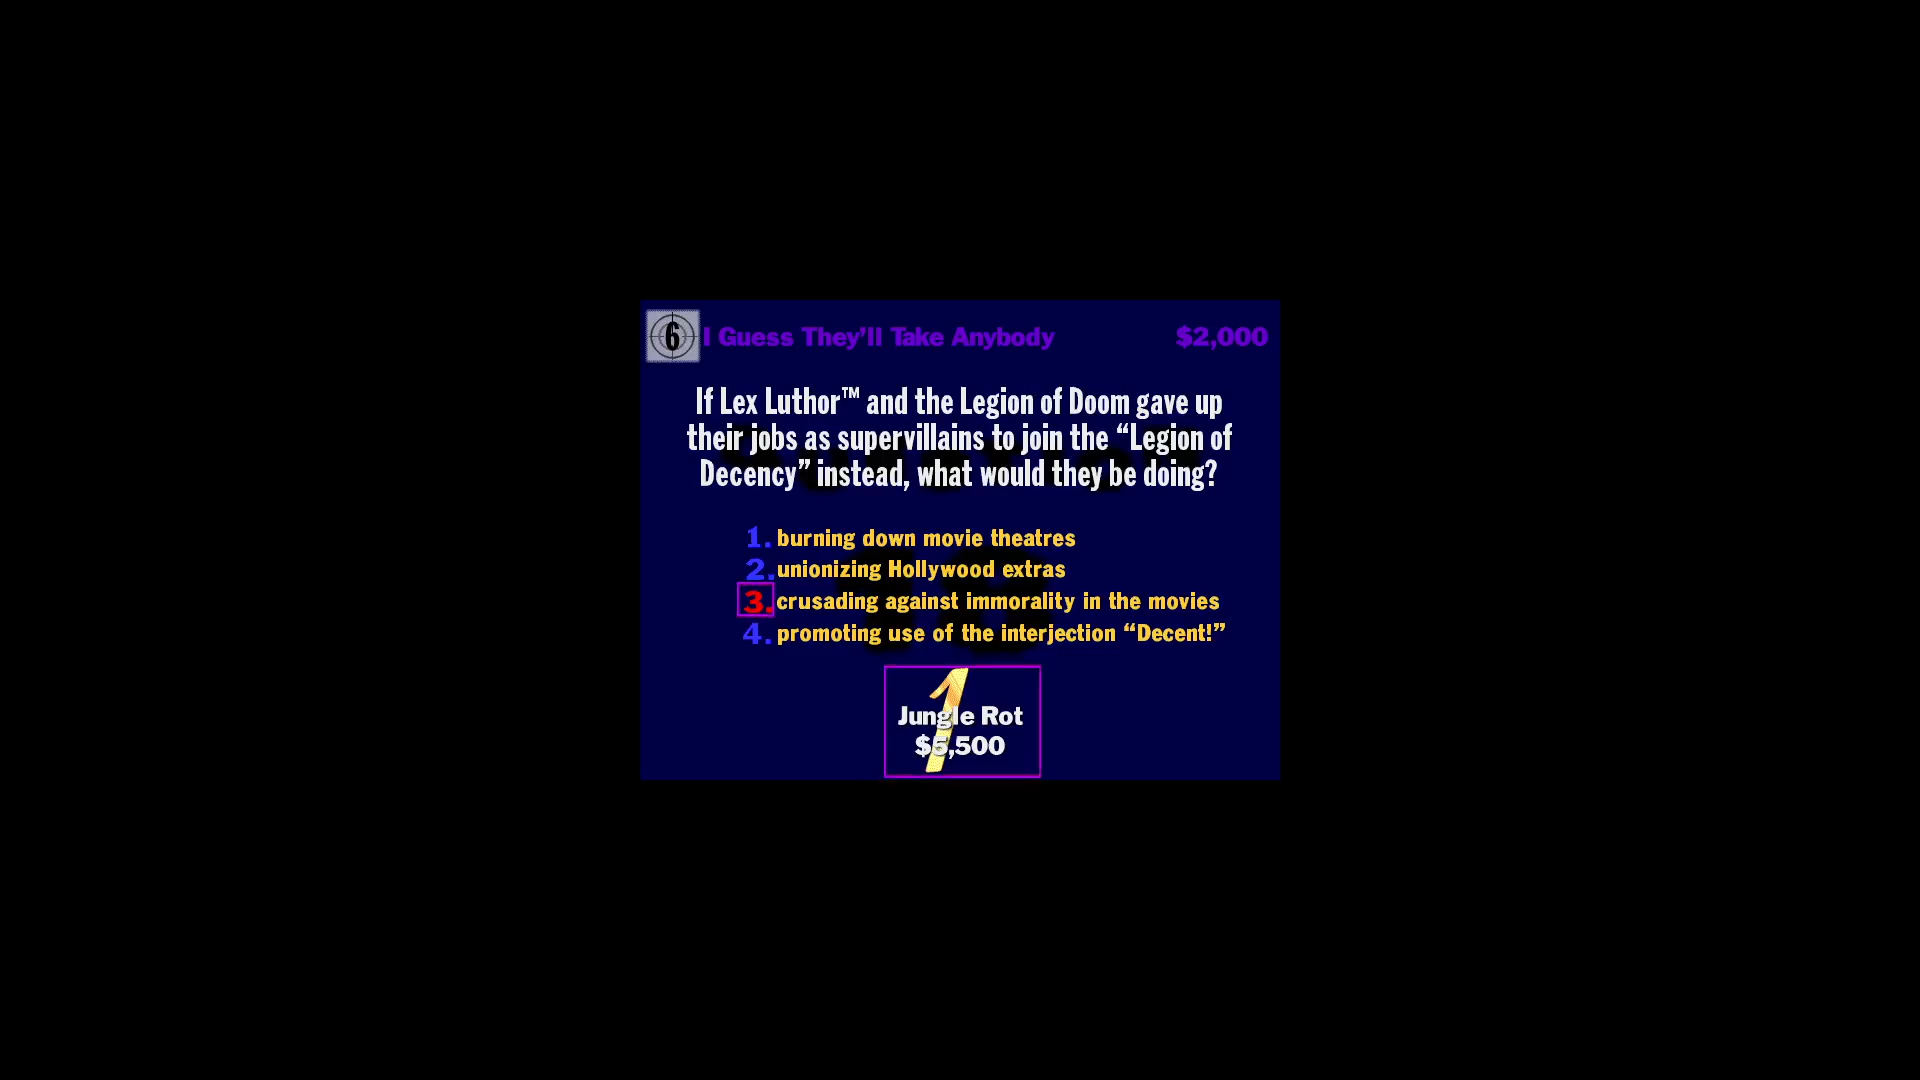 6 I Guess They’ll Take Anybody $2,000
If Lex Luthor™ and the Legion of Doom gave up
their jobs as supervillains to join the “Legion of
Decency” instead, what would they be doing?
1. burning down movie theatres
2. unionizing Hollywood extras
3. crusading against immorality in the movies
4. promoting use of the interjection “Decent!”
1
Jungle Rot
$5,500